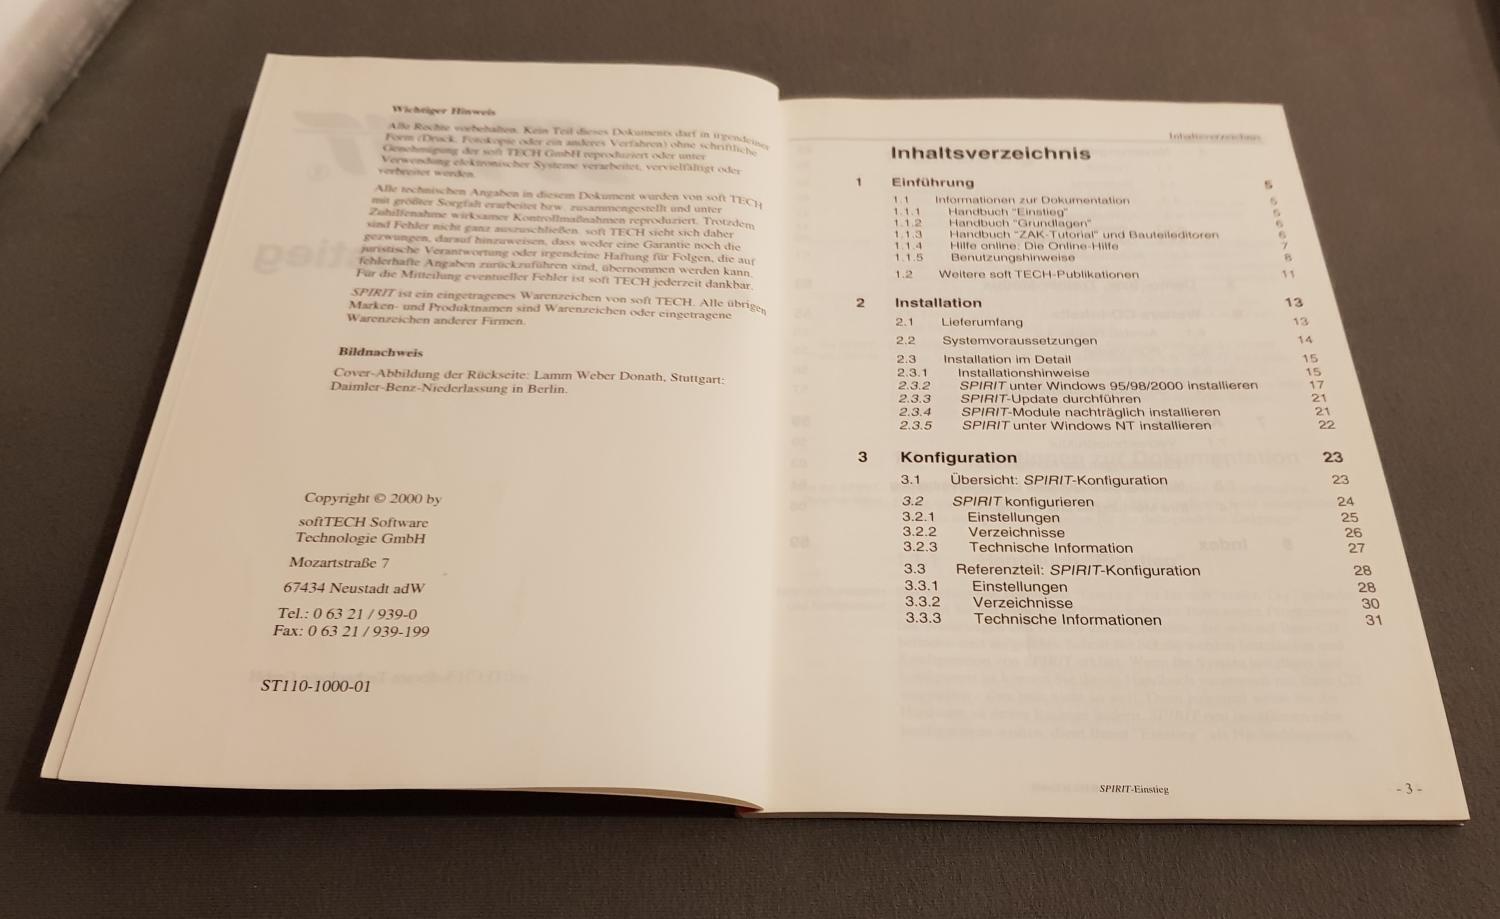 Wichtiger Hinweis
Alle Rechte vorbehalten. Kein Teil dieses Dokuments darf in irgendeiner
Form (Druck, Fotokopie oder ein anderes Verfahren) ohne schriftliche
Genehmigung der soft TECH GmbH reproduziert oder unter
Verwendung elektronischer Systeme verarbeitet, vervielfältigt oder
verbreitet werden.
Alle technischen Angaben in diesem Dokument wurden von soft TECH
mit größter Sorgfalt erarbeitet bzw. zusammengestellt und unter
Zuhilfenahme wirksamer Kontrollmaßnahmen reproduziert. Trotzdem
sind Fehler nicht ganz auszuschließen. soft TECH sieht sich daher
gezwungen, darauf hinzuweisen, dass weder eine Garantie noch die
juristische Verantwortung oder irgendeine Haftung für Folgen, die auf
fehlerhafte Angaben zurückzuführen sind, übernommen werden kann.
Für die Mitteilung eventueller Fehler ist soft TECH jederzeit dankbar.
SPIRIT ist ein eingetragenes Warenzeichen von soft TECH. Alle übrigen
Marken- und Produktnamen sind Warenzeichen oder eingetragene
Warenzeichen anderer Firmen.
Bildnachweis
Cover-Abbildung der Rückseite: Lamm Weber Donath, Stuttgart:
Daimler-Benz-Niederlassung in Berlin.
Copyright © 2000 by
softTECH Software
Technologie GmbH
Mozartstraße 7
67434 Neustadt adW
Tel.: 0 63 21 / 939-0
Fax: 0 63 21 / 939-199
ST110-1000-01
Inhaltsverzeichnis
Inhaltsverzeichnis
1 Einführung 5
1.1 Informationen zur Dokumentation 5
1.1.1 Handbuch "Einstieg" 5
1.1.2 Handbuch "Grundlagen" 6
1.1.3 Handbuch "ZAK-Tutorial" und Bauteileditoren 6
1.1.4 Hilfe online: Die Online-Hilfe 7
1.1.5 Benutzungshinweise 8
1.2 Weitere soft TECH-Publikationen 11
2 Installation 13
2.1 Lieferumfang 13
2.2 Systemvoraussetzungen 14
2.3 Installation im Detail 15
2.3.1 Installationshinweise 15
2.3.2 SPIRIT unter Windows 95/98/2000 installieren 17
2.3.3 SPIRIT-Update durchführen 21
2.3.4 SPIRIT-Module nachträglich installieren 21
2.3.5 SPIRIT unter Windows NT installieren 22
3 Konfiguration 23
3.1 Übersicht: SPIRIT-Konfiguration 23
3.2 SPIRIT konfigurieren 24
3.2.1 Einstellungen 25
3.2.2 Verzeichnisse 26
3.2.3 Technische Information 27
3.3 Referenzteil: SPIRIT-Konfiguration 28
3.3.1 Einstellungen 28
3.3.2 Verzeichnisse 30
3.3.3 Technische Informationen 31
SPIRIT-Einstieg - 3 -